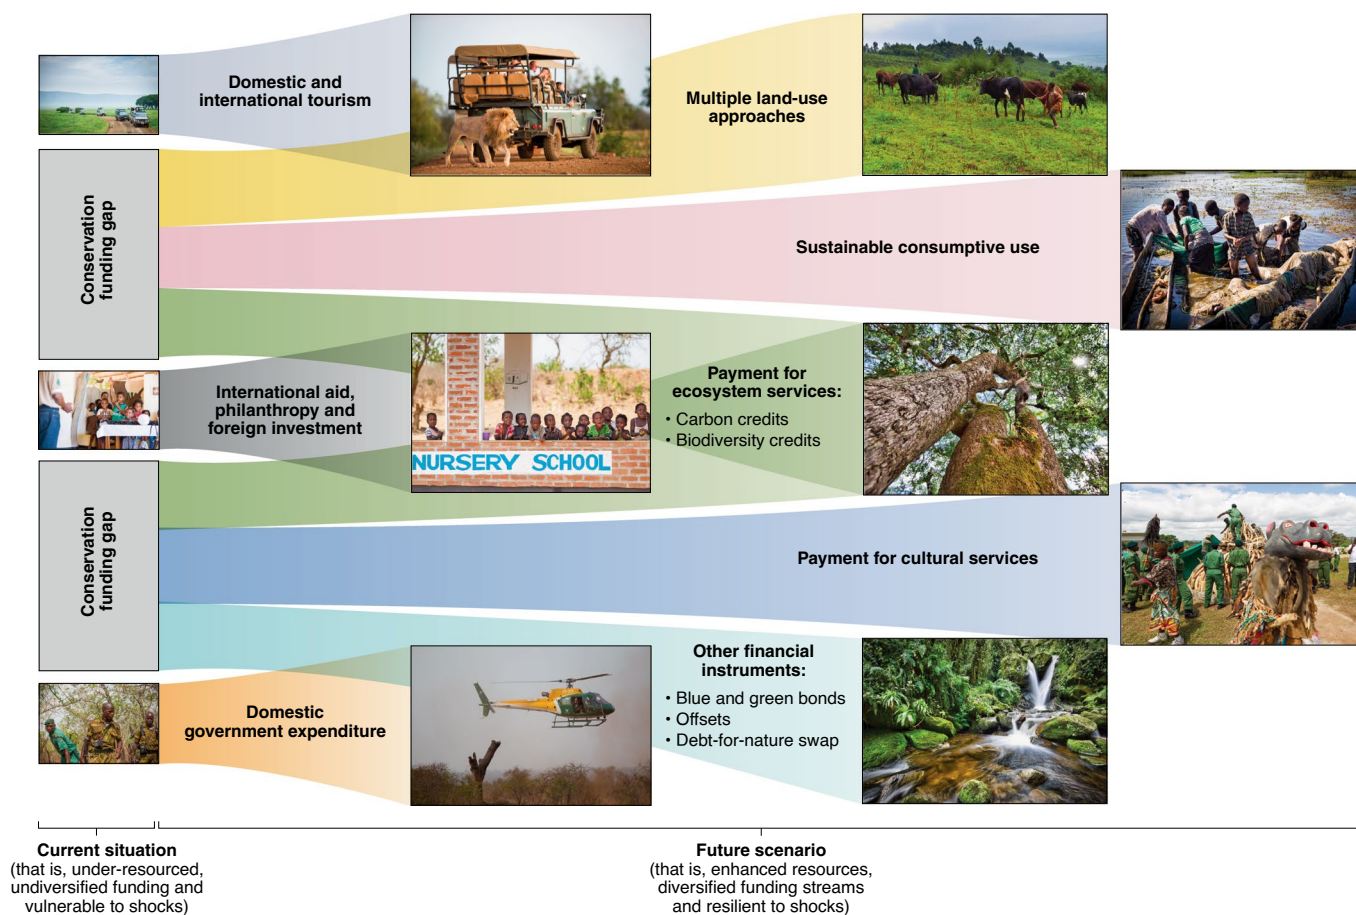 Domestic and
international tourism
Multiple land-use
approaches
Conservation
funding gap
Sustainable consumptive use
International aid,
philanthropy and
foreign investment
NURSERY SCHOOL
Payment for
ecosystem services:
• Carbon credits
• Biodiversity credits
Conservation
funding gap
Payment for cultural services
Domestic
government expenditure
Other financial
instruments:
• Blue and green bonds
• Offsets
• Debt-for-nature swap
Current situation
(that is, under-resourced,
undiversified funding and
vulnerable to shocks)
Future scenario
(that is, enhanced resources,
diversified funding streams
and resilient to shocks)